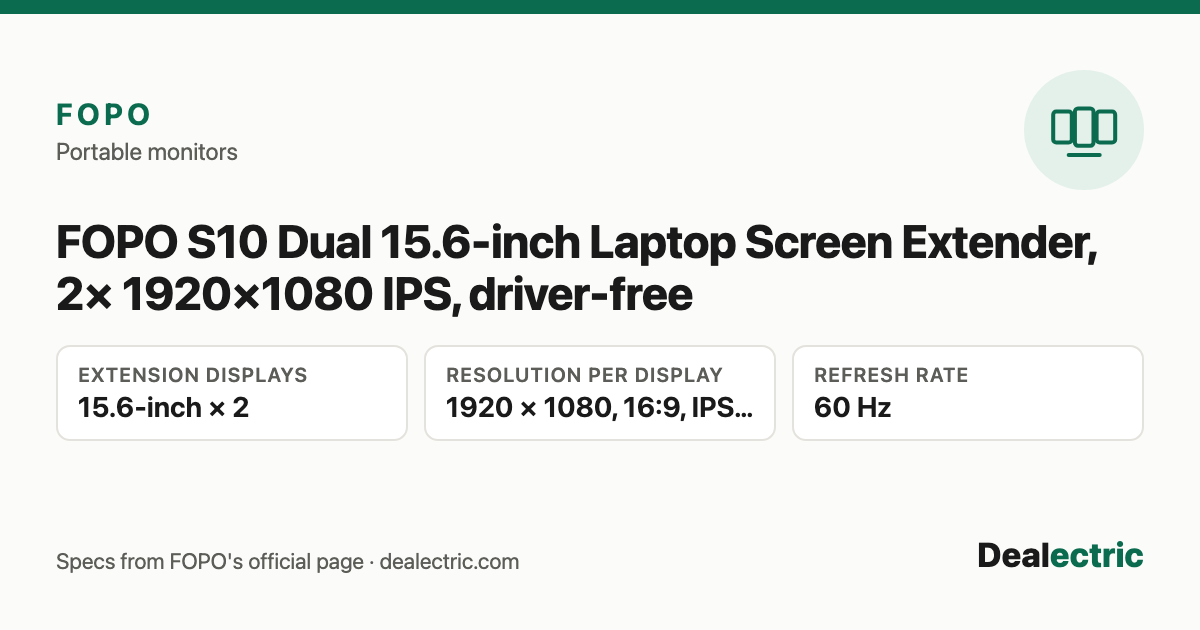 FOPO
Portable monitors
FOPO S10 Dual 15.6-inch Laptop Screen Extender,
2× 1920×1080 IPS, driver-free
EXTENSION DISPLAYS
15.6-inch × 2
RESOLUTION PER DISPLAY
1920 × 1080, 16:9, IPS...
REFRESH RATE
60 Hz
Specs from FOPO's official page · dealectric.com
Dealectric